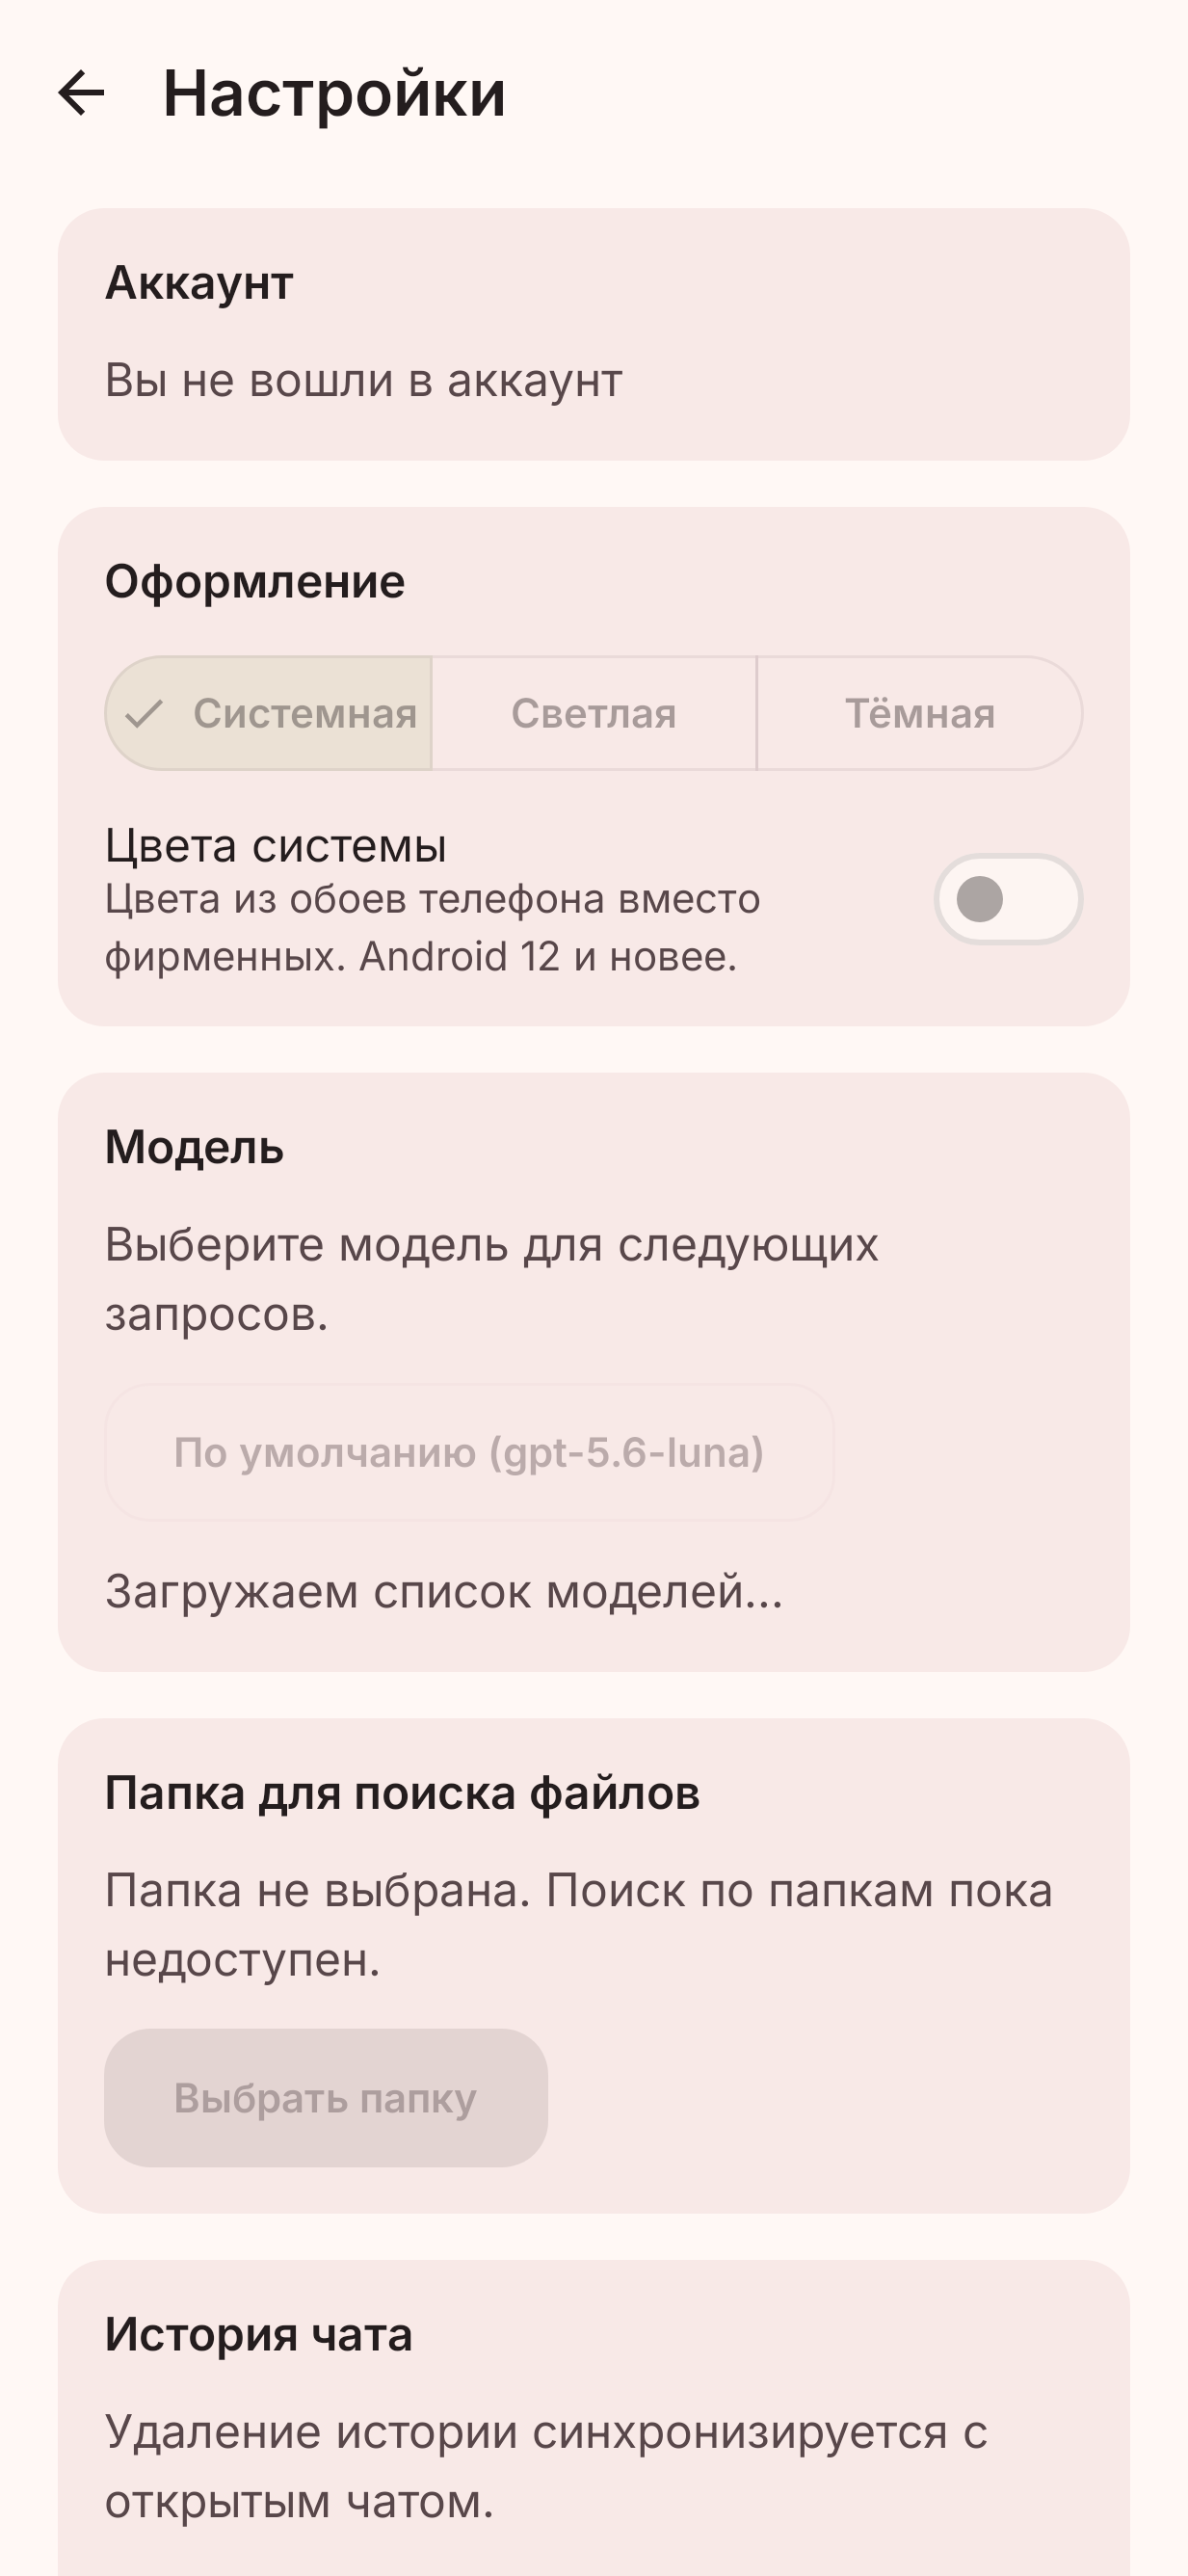 Настройки
Аккаунт
Вы не вошли в аккаунт
Оформление
Системная
Светлая
Тёмная
Цвета системы
Цвета из обоев телефона вместо
фирменных. Android 12 и новее.
Модель
Выберите модель для следующих
запросов.
По умолчанию (gpt-5.6-luna)
Загружаем список моделей...
Папка для поиска файлов
Папка не выбрана. Поиск по папкам пока
недоступен.
Выбрать папку
История чата
Удаление истории синхронизируется с
открытым чатом.